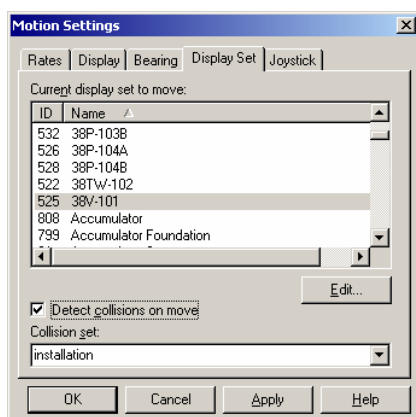 Motion Settings
Rates Display Bearing Display Set Joystick
Current display set to move:
ID Name
532 38P-103B
526 38P-104A
528 38P-104B
522 38TW-102
525 38V-101
808 Accumulator
799 Accumulator Foundation
Edit...
Detect collisions on move
Collision set:
installation
OK Cancel Apply Help